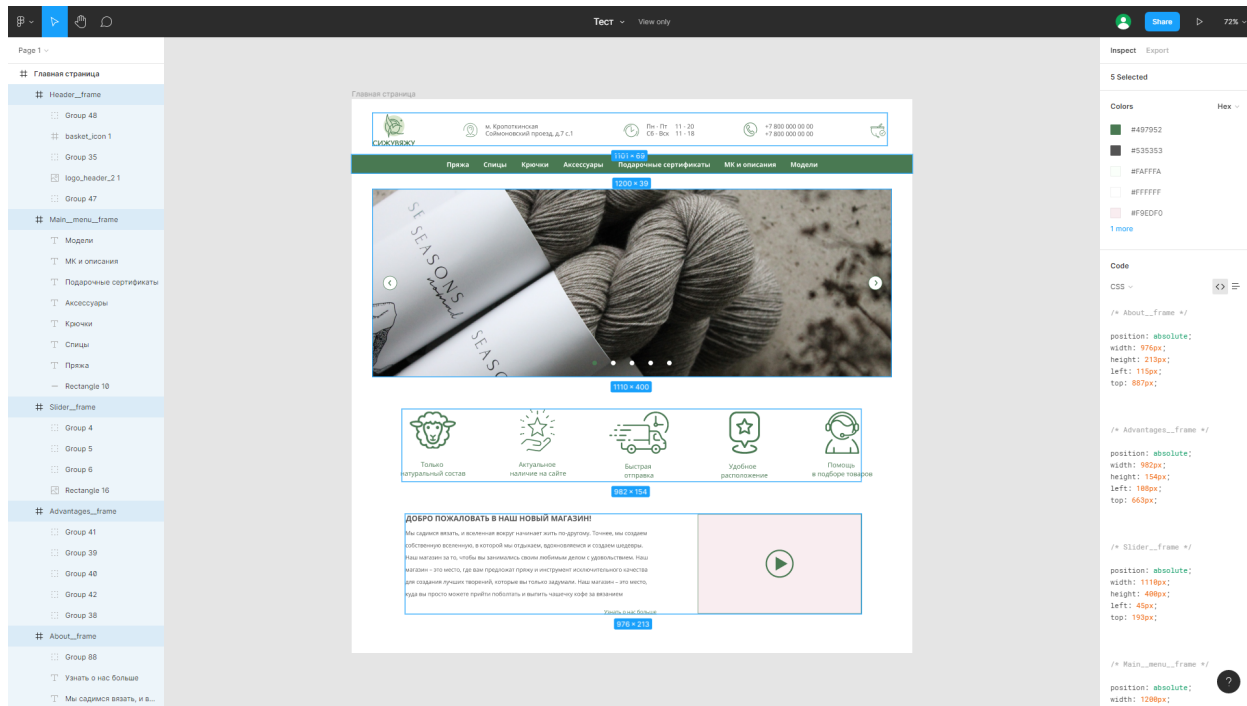 Тест
View only
Share
72%
Page 1
Главная страница
Header__frame
Group 48
basket_icon 1
Group 35
logo_header_2 1
Group 47
Main__menu__frame
Модели
МК и описания
Подарочные сертификаты
Аксессуары
Крючки
Спицы
Пряжа
Rectangle 10
Slider__frame
Group 4
Group 5
Group 6
Rectangle 16
Advantages__frame
Group 41
Group 39
Group 40
Group 42
Group 38
About__frame
Group 88
Узнать о нас больше
Мы садимся вязать, и в...
Главная страница
СИЖУВЯЖУ
м. Кропоткинская
Соймоновский проезд, д.7 с.1
Пн - Пт 11 - 20
Сб - Вск 11 - 18
+7 800 000 00 00
+7 800 000 00 00
1101 × 69
Пряжа Спицы Крючки Аксессуары Подарочные сертификаты МК и описания Модели
1200 × 39
SEASONS
SEASONS
nomad
SEASO
1110 × 400
Только
натуральный состав
Актуальное
наличие на сайте
Быстрая
отправка
Удобное
расположение
Помощь
в подборе товаров
982 × 154
ДОБРО ПОЖАЛОВАТЬ В НАШ НОВЫЙ МАГАЗИН!
Мы садимся вязать, и вселенная вокруг начинает жить по-другому. Точнее, мы создаем
собственную вселенную, в которой мы отдыхаем, вдохновляемся и создаем шедевры.
Наш магазин за то, чтобы вы занимались своим любимым делом с удовольствием. Наш
магазин – это место, где вам предложат пряжу и инструмент исключительного качества
для создания лучших творений, которые вы только задумали. Наш магазин – это место,
куда вы просто можете прийти поболтать и выпить чашечку кофе за вязанием
Узнать о нас больше
976 × 213
Inspect Export
5 Selected
Colors Hex
#497952
#535353
#FAFFFA
#FFFFFF
#F9EDF0
1 more
Code
CSS
/* About__frame */
position: absolute;
width: 976px;
height: 213px;
left: 115px;
top: 887px;
/* Advantages__frame */
position: absolute;
width: 982px;
height: 154px;
left: 108px;
top: 663px;
/* Slider__frame */
position: absolute;
width: 1110px;
height: 400px;
left: 45px;
top: 193px;
/* Main__menu__frame */
position: absolute;
width: 1200px;
?